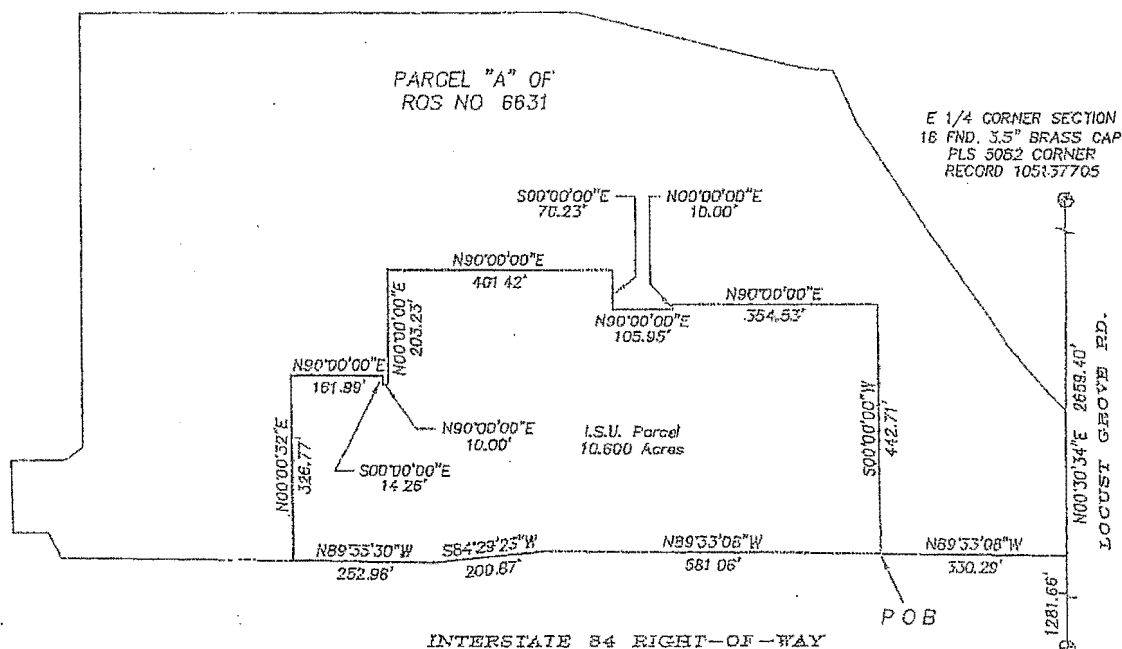 PARCEL "A" OF
ROS NO 6631
E 1/4 CORNER SECTION
18 FND. 3.5" BRASS CAP
PLS 5082 CORNER
RECORD 105137705
S00°00'00"E
70.23'
N00°00'00"E
10.00'
N90°00'00"E
401.42'
N90°00'00"E
105.95'
N90°00'00"E
354.53'
N00°00'00"E
203.23'
N90°00'00"E
161.99'
N90°00'00"E
10.00'
S00°00'00"E
14.26'
I.S.U. Parcel
10.600 Acres
S00°00'00"W
442.71'
N00°00'32"E
326.77'
N00°30'34"E 2659.40'
LOCUST GROVE RD.
N89°33'30"W
252.96'
S84°29'23"W
200.87'
N89°33'08"W
581.06'
N89°33'08"W
330.29'
P O B
1281.66'
INTERSTATE 84 RIGHT-OF-WAY